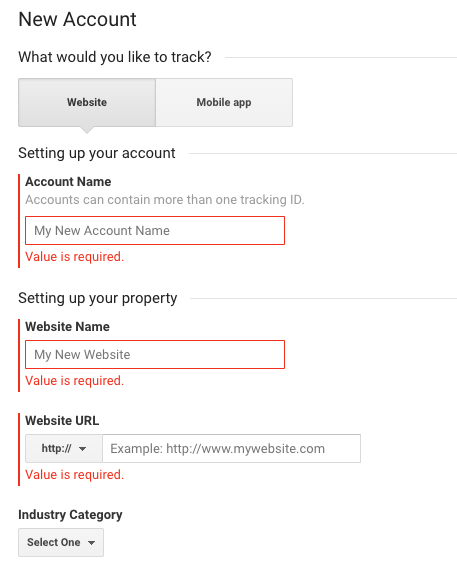 New Account
What would you like to track?
Website
Mobile app
Setting up your account
Account Name
Accounts can contain more than one tracking ID.
My New Account Name
Value is required.
Setting up your property
Website Name
My New Website
Value is required.
Website URL
http://
Example: http://www.mywebsite.com
Value is required.
Industry Category
Select One